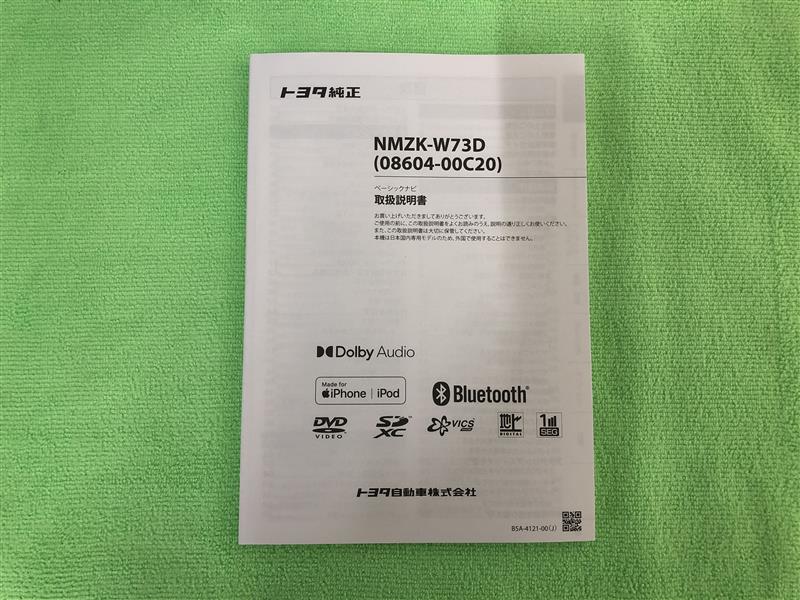 トヨタ純正
NMZK-W73D
(08604-00C20)
ベーシックナビ
取扱説明書
お買い上げいただきましてありがとうございます。
ご使用の前に、この取扱説明書をよくお読みのうえ、説明の通り正しくお使いください。
また、この取扱説明書は大切に保管してください。
本機は日本国内専用モデルのため、外国で使用することはできません。
Dolby Audio
Made for
iPhone | iPod
Bluetooth®
DVD
VIDEO
SD
XC
VICS
地上
DIGITAL
1
SEG
トヨタ自動車株式会社
BSA-4121-00(J)